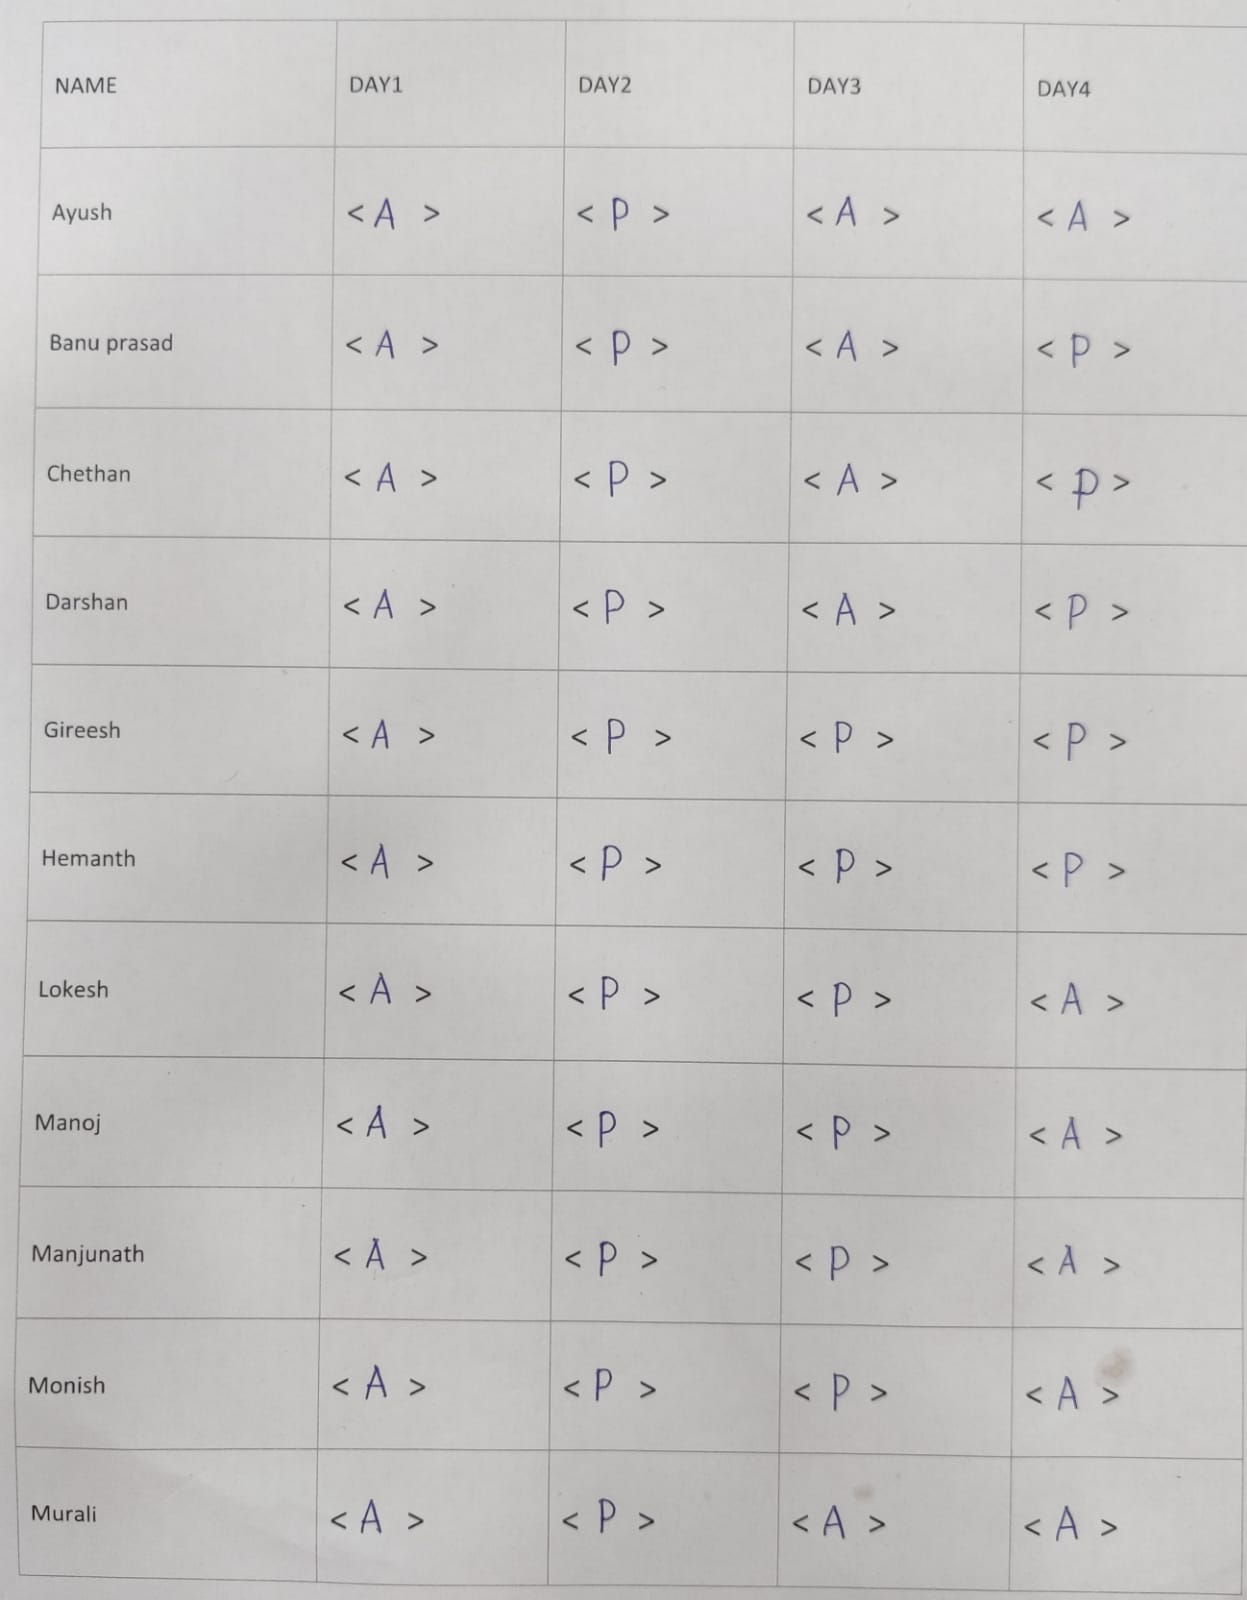 NAME DAY1 DAY2 DAY3 DAY4
Ayush < A > < P > < A > < A >
Banu prasad < A > < P > < A > < P >
Chethan < A > < P > < A > < P >
Darshan < A > < P > < A > < P >
Gireesh < A > < P > < P > < P >
Hemanth < A > < P > < P > < P >
Lokesh < A > < P > < P > < A >
Manoj < A > < P > < P > < A >
Manjunath < A > < P > < P > < A >
Monish < A > < P > < P > < A >
Murali < A > < P > < A > < A >